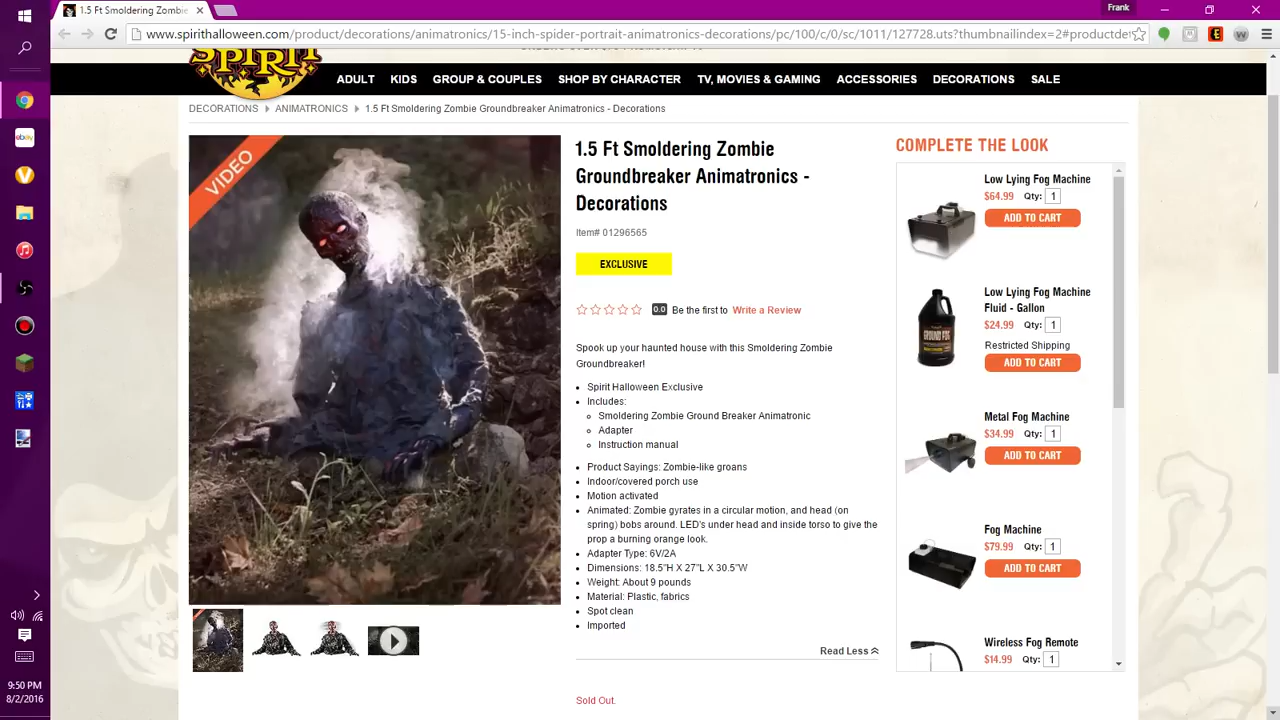 1.5 Ft Smoldering Zombie
Frank
www.spirithalloween.com/product/decorations/animatronics/15-inch-spider-portrait-animatronics-decorations/pc/100/c/0/sc/1011/127728.uts?thumbnailindex=2#productde
SPIRIT
ADULT KIDS GROUP & COUPLES SHOP BY CHARACTER TV, MOVIES & GAMING ACCESSORIES DECORATIONS SALE
DECORATIONS ANIMATRONICS 1.5 Ft Smoldering Zombie Groundbreaker Animatronics - Decorations
VIDEO
1.5 Ft Smoldering Zombie
Groundbreaker Animatronics -
Decorations
Item# 01296565
EXCLUSIVE
0.0 Be the first to Write a Review
Spook up your haunted house with this Smoldering Zombie
Groundbreaker!
Spirit Halloween Exclusive
Includes:
Smoldering Zombie Ground Breaker Animatronic
Adapter
Instruction manual
Product Sayings: Zombie-like groans
Indoor/covered porch use
Motion activated
Animated: Zombie gyrates in a circular motion, and head (on
spring) bobs around. LED's under head and inside torso to give the
prop a burning orange look.
Adapter Type: 6V/2A
Dimensions: 18.5"H X 27"L X 30.5"W
Weight: About 9 pounds
Material: Plastic, fabrics
Spot clean
Imported
Read Less
Sold Out.
COMPLETE THE LOOK
Low Lying Fog Machine
$64.99 Qty: 1
ADD TO CART
Low Lying Fog Machine
Fluid - Gallon
$24.99 Qty: 1
Restricted Shipping
ADD TO CART
GROUND FOG
Metal Fog Machine
$34.99 Qty: 1
ADD TO CART
Fog Machine
$79.99 Qty: 1
ADD TO CART
Wireless Fog Remote
$14.99 Qty: 1
ebay
9:50 PM
8/2/2016